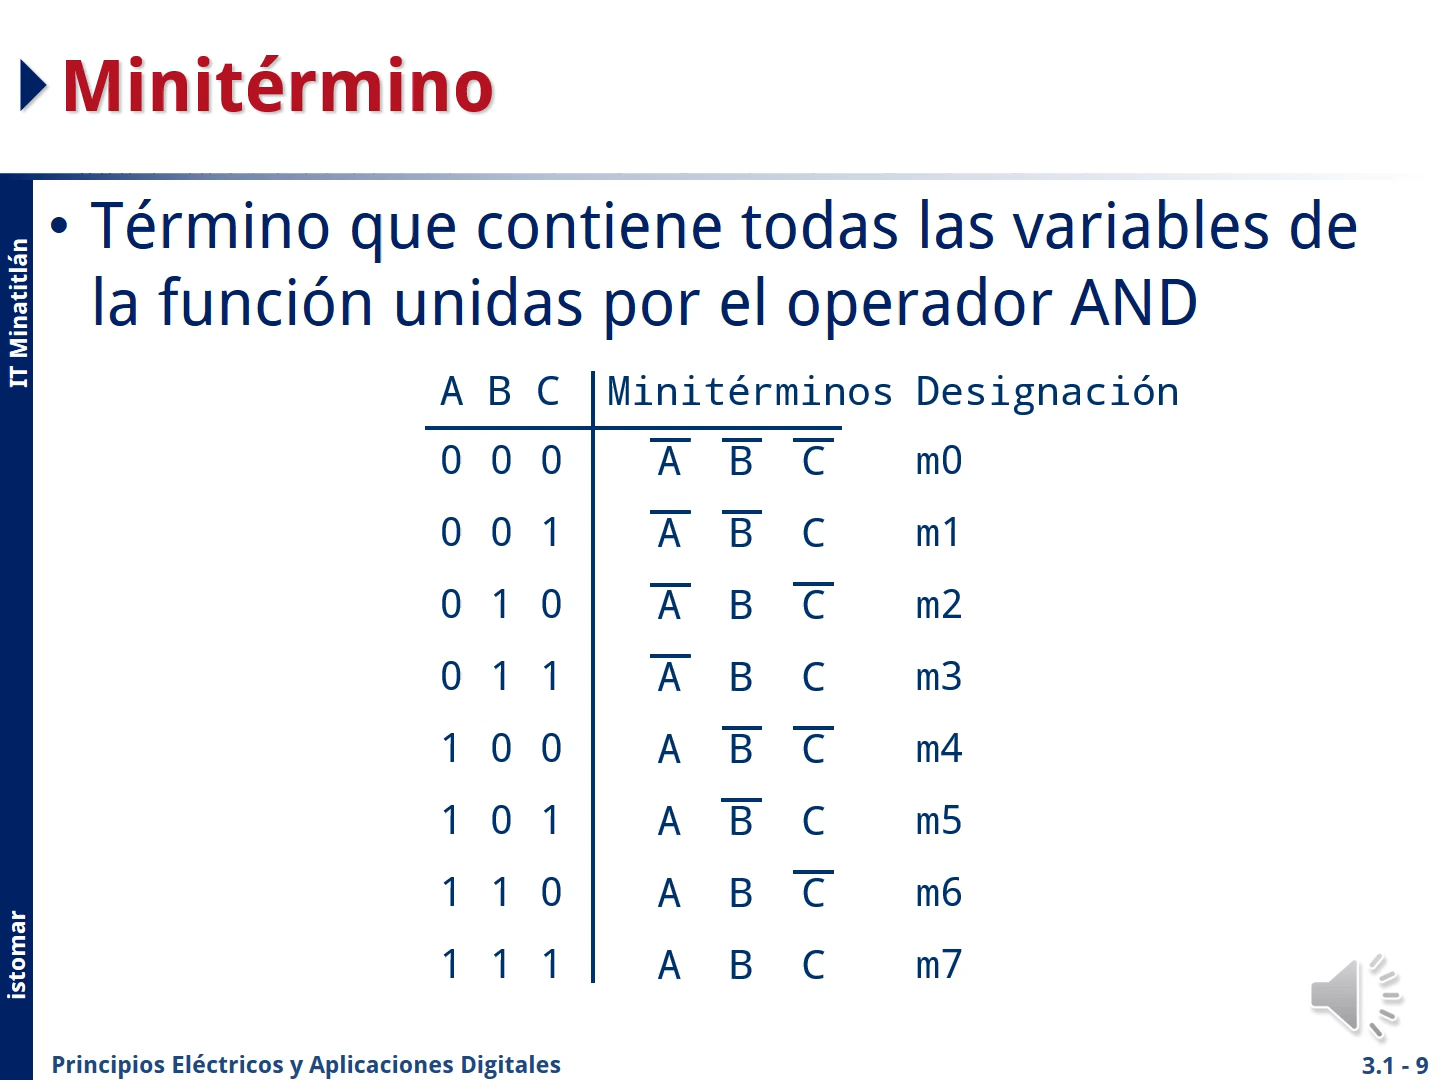 Minitérmino
• Término que contiene todas las variables de
la función unidas por el operador AND
A B C Minitérminos Designación
0 0 0 A̅ B̅ C̅ m0
0 0 1 A̅ B̅ C m1
0 1 0 A̅ B C̅ m2
0 1 1 A̅ B C m3
1 0 0 A B̅ C̅ m4
1 0 1 A B̅ C m5
1 1 0 A B C̅ m6
1 1 1 A B C m7
IT Minatitlán
istomar
Principios Eléctricos y Aplicaciones Digitales
3.1 - 9